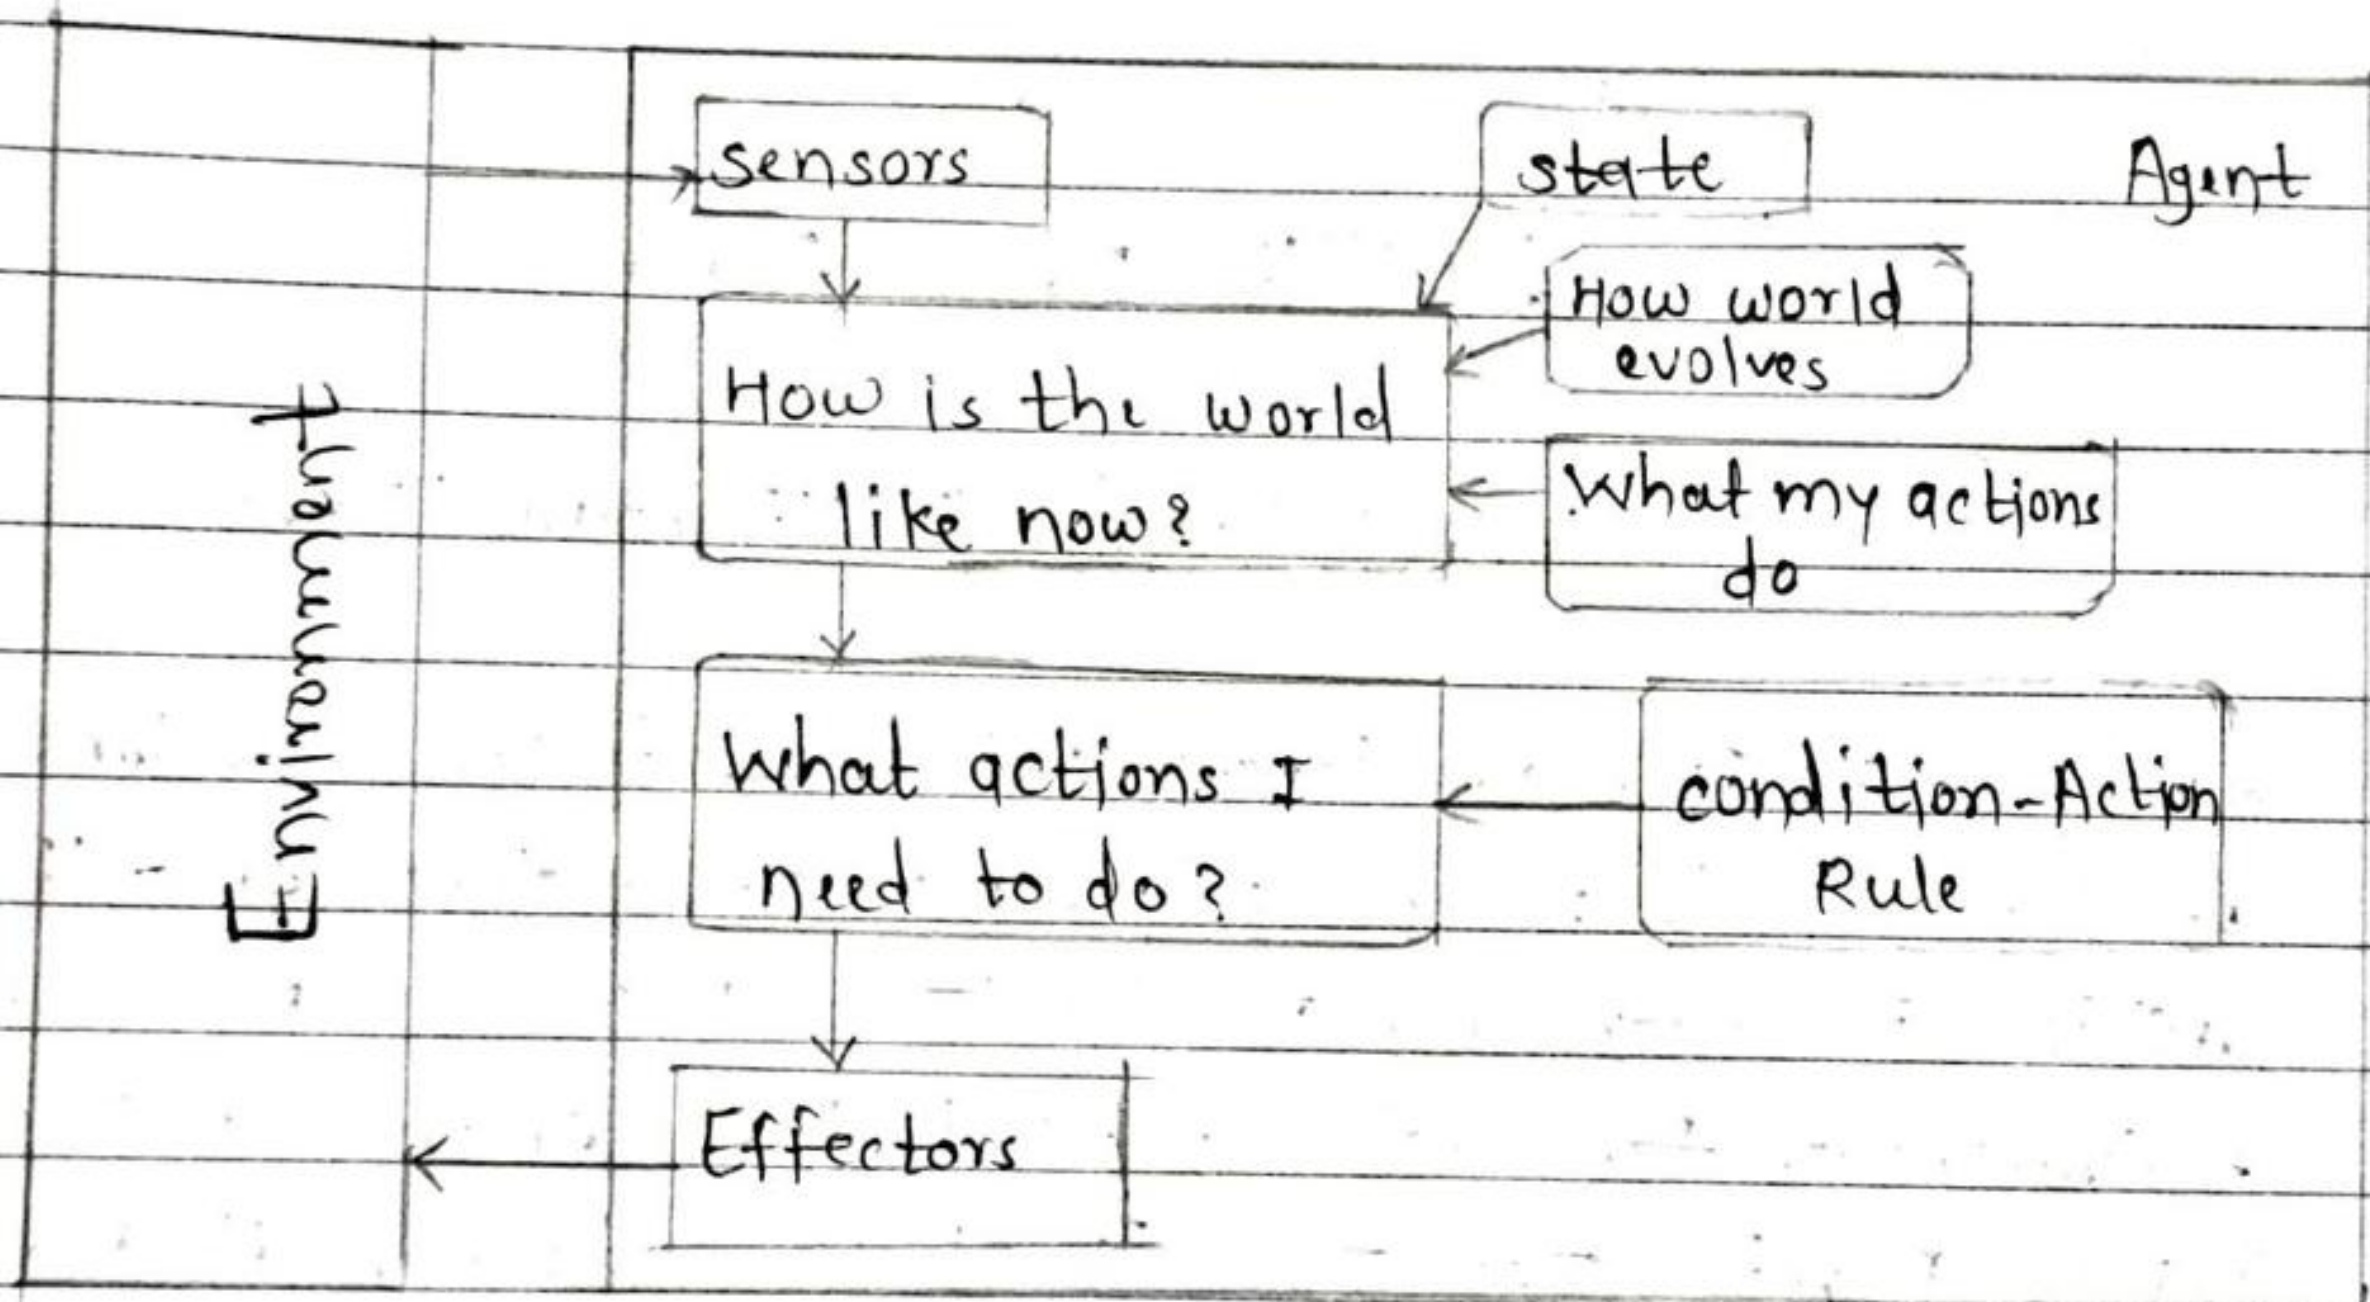 sensors
state
Agent
How world
evolves
How is the world
like now?
What my actions
do
Environment
What actions I
need to do?
condition-Action
Rule
Effectors